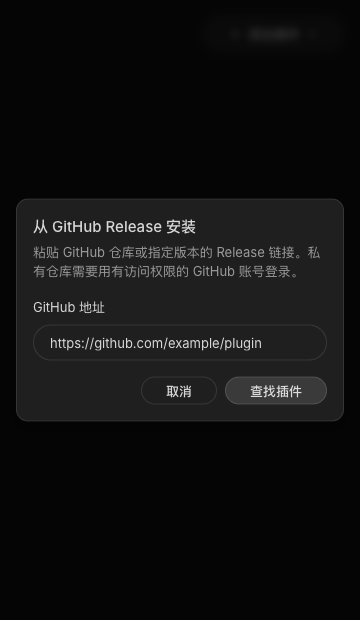 从 GitHub Release 安装
粘贴 GitHub 仓库或指定版本的 Release 链接。私
有仓库需要用有访问权限的 GitHub 账号登录。
GitHub 地址
https://github.com/example/plugin
取消
查找插件